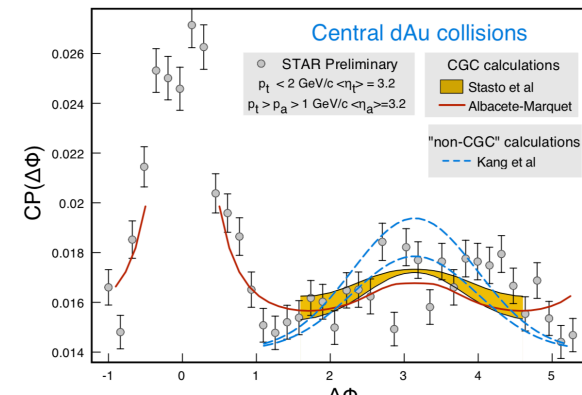 Central dAu collisions
STAR Preliminary
p_t < 2 GeV/c <η_t> = 3.2
p_t > p_a > 1 GeV/c <η_a>=3.2
CGC calculations
Stasto et al
Albacete-Marquet
"non-CGC" calculations
Kang et al
CP(ΔΦ)
0.026
0.024
0.022
0.02
0.018
0.016
0.014
-1 0 1 2 3 4 5
ΔΦ